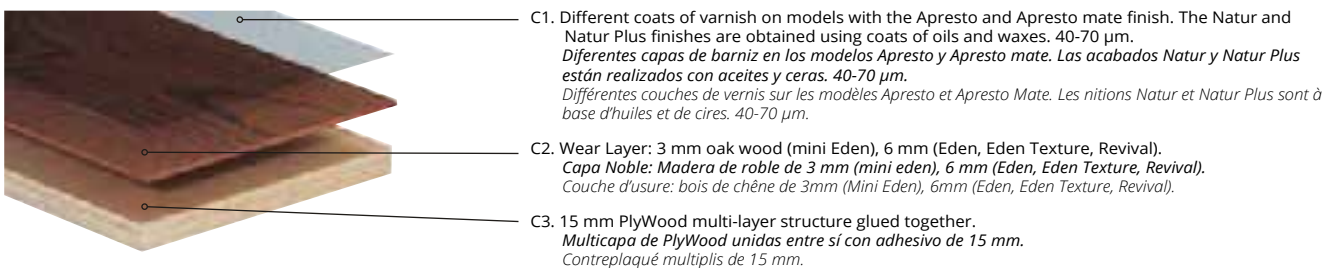 C1. Different coats of varnish on models with the Apresto and Apresto mate finish. The Natur and
Natur Plus finishes are obtained using coats of oils and waxes. 40-70 µm.
Diferentes capas de barniz en los modelos Apresto y Apresto mate. Las acabados Natur y Natur Plus
están realizados con aceites y ceras. 40-70 µm.
Différentes couches de vernis sur les modèles Apresto et Apresto Mate. Les nitions Natur et Natur Plus sont à
base d'huiles et de cires. 40-70 µm.
C2. Wear Layer: 3 mm oak wood (mini Eden), 6 mm (Eden, Eden Texture, Revival).
Capa Noble: Madera de roble de 3 mm (mini eden), 6 mm (Eden, Eden Texture, Revival).
Couche d'usure: bois de chêne de 3mm (Mini Eden), 6mm (Eden, Eden Texture, Revival).
C3. 15 mm PlyWood multi-layer structure glued together.
Multicapa de PlyWood unidas entre sí con adhesivo de 15 mm.
Contreplaqué multiplis de 15 mm.